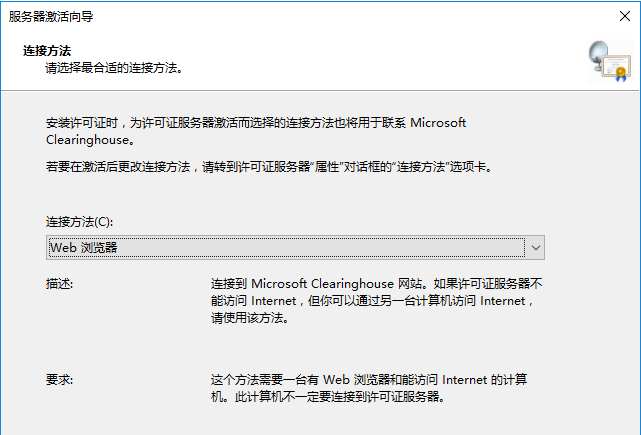 服务器激活向导
连接方法
请选择最合适的连接方法。
安装许可证时，为许可证服务器激活而选择的连接方法也将用于联系 Microsoft
Clearinghouse。
若要在激活后更改连接方法，请转到许可证服务器“属性”对话框的“连接方法”选项卡。
连接方法(C):
Web 浏览器
描述:
连接到 Microsoft Clearinghouse 网站。如果许可证服务器不
能访问 Internet，但你可以通过另一台计算机访问 Internet，
请使用该方法。
要求:
这个方法需要一台有 Web 浏览器和能访问 Internet 的计算
机。此计算机不一定要连接到许可证服务器。